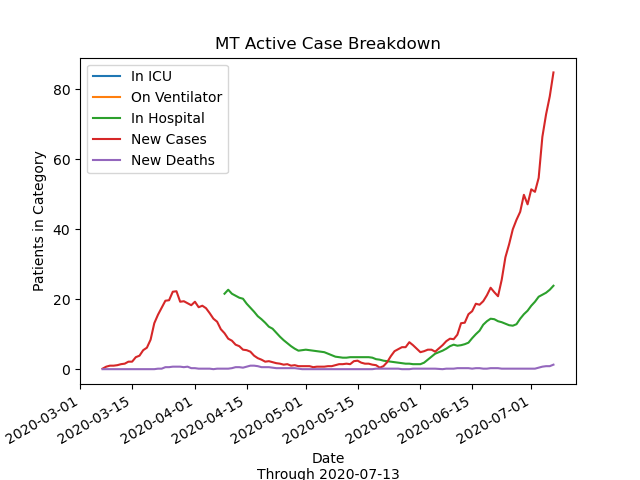 MT Active Case Breakdown
In ICU
On Ventilator
In Hospital
New Cases
New Deaths
Patients in Category
80
60
40
20
0
2020-03-01
2020-03-15
2020-04-01
2020-04-15
2020-05-01
2020-05-15
2020-06-01
2020-06-15
2020-07-01
Date
Through 2020-07-13